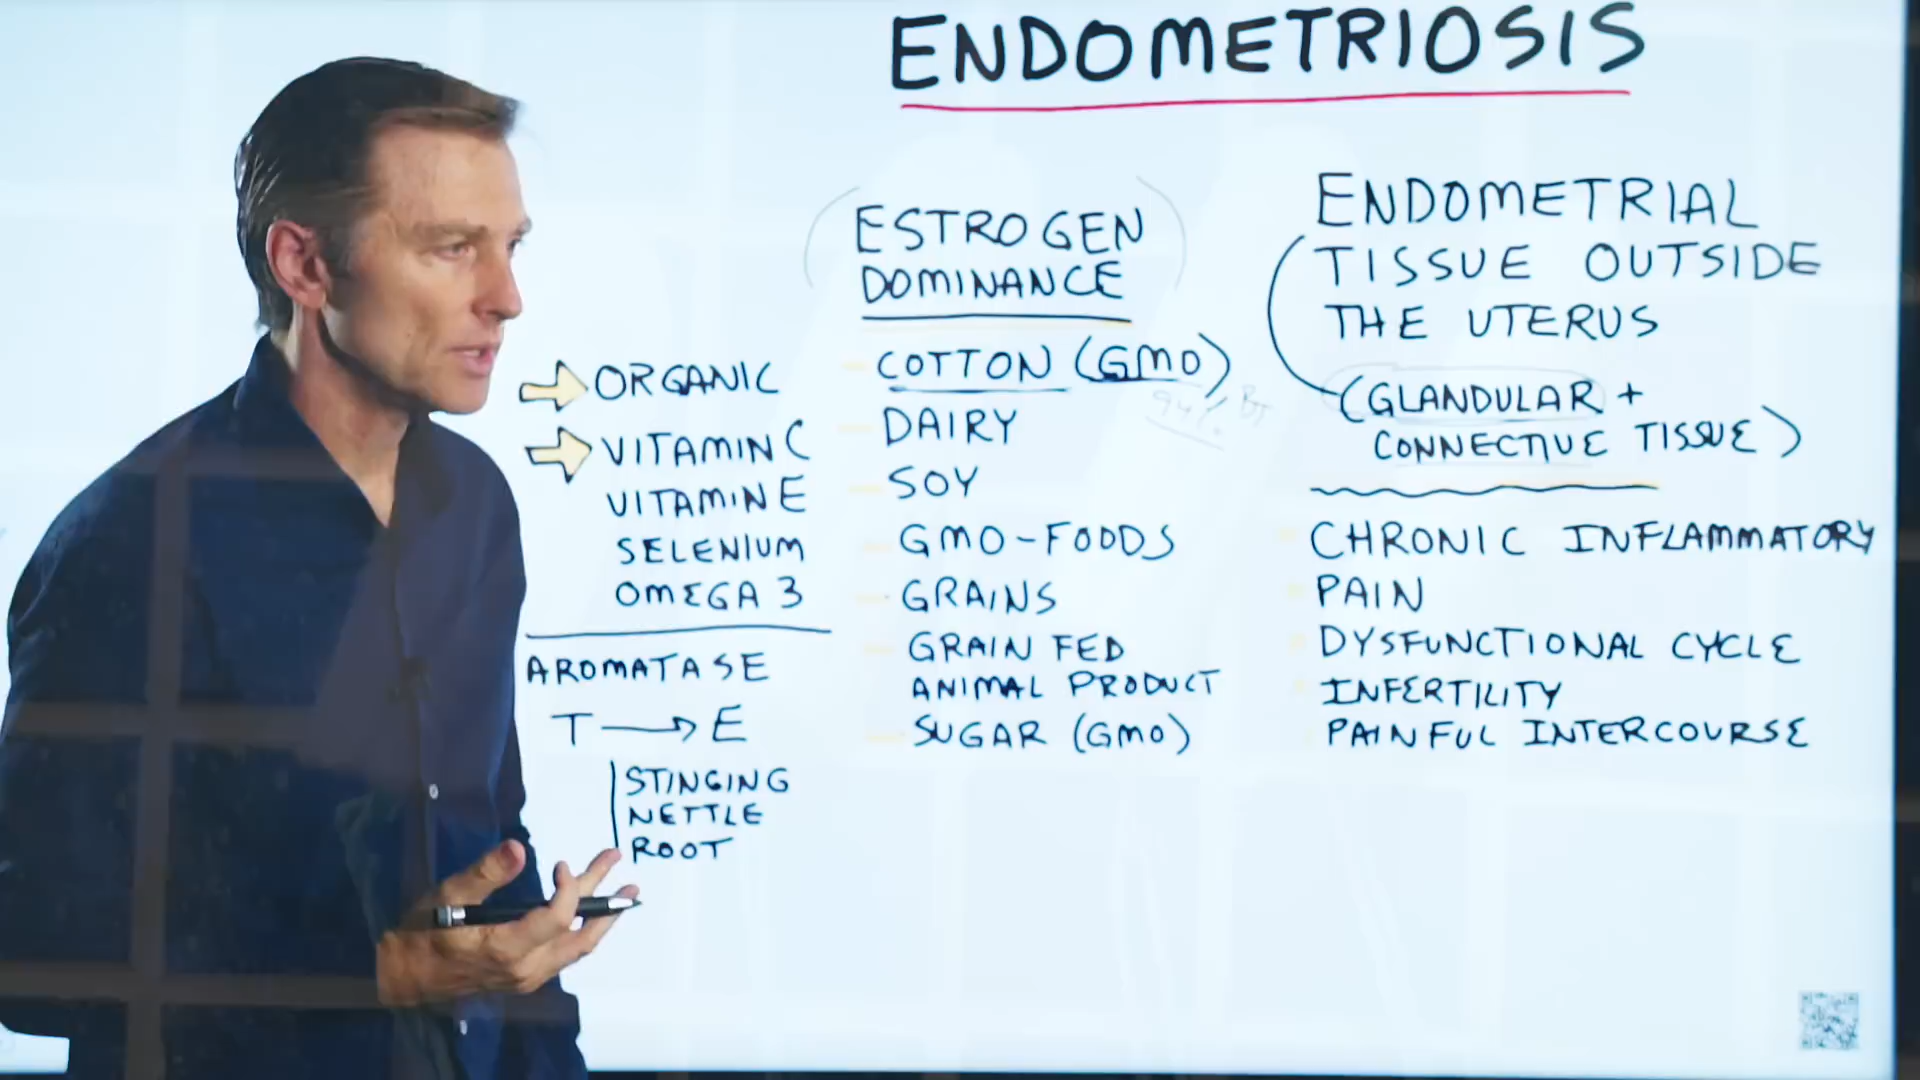 ENDOMETRIOSIS
ENDOMETRIAL
TISSUE OUTSIDE
THE UTERUS
(GLANDULAR +
CONNECTIVE TISSUE)
CHRONIC INFLAMMATORY
PAIN
DYSFUNCTIONAL CYCLE
INFERTILITY
PAINFUL INTERCOURSE
(ESTROGEN
DOMINANCE)
COTTON (GMO)
94% BT
DAIRY
SOY
GMO-FOODS
GRAINS
GRAIN FED
ANIMAL PRODUCT
SUGAR (GMO)
ORGANIC
VITAMIN C
VITAMIN E
SELENIUM
OMEGA 3
AROMATASE
T → E
STINGING
NETTLE
ROOT